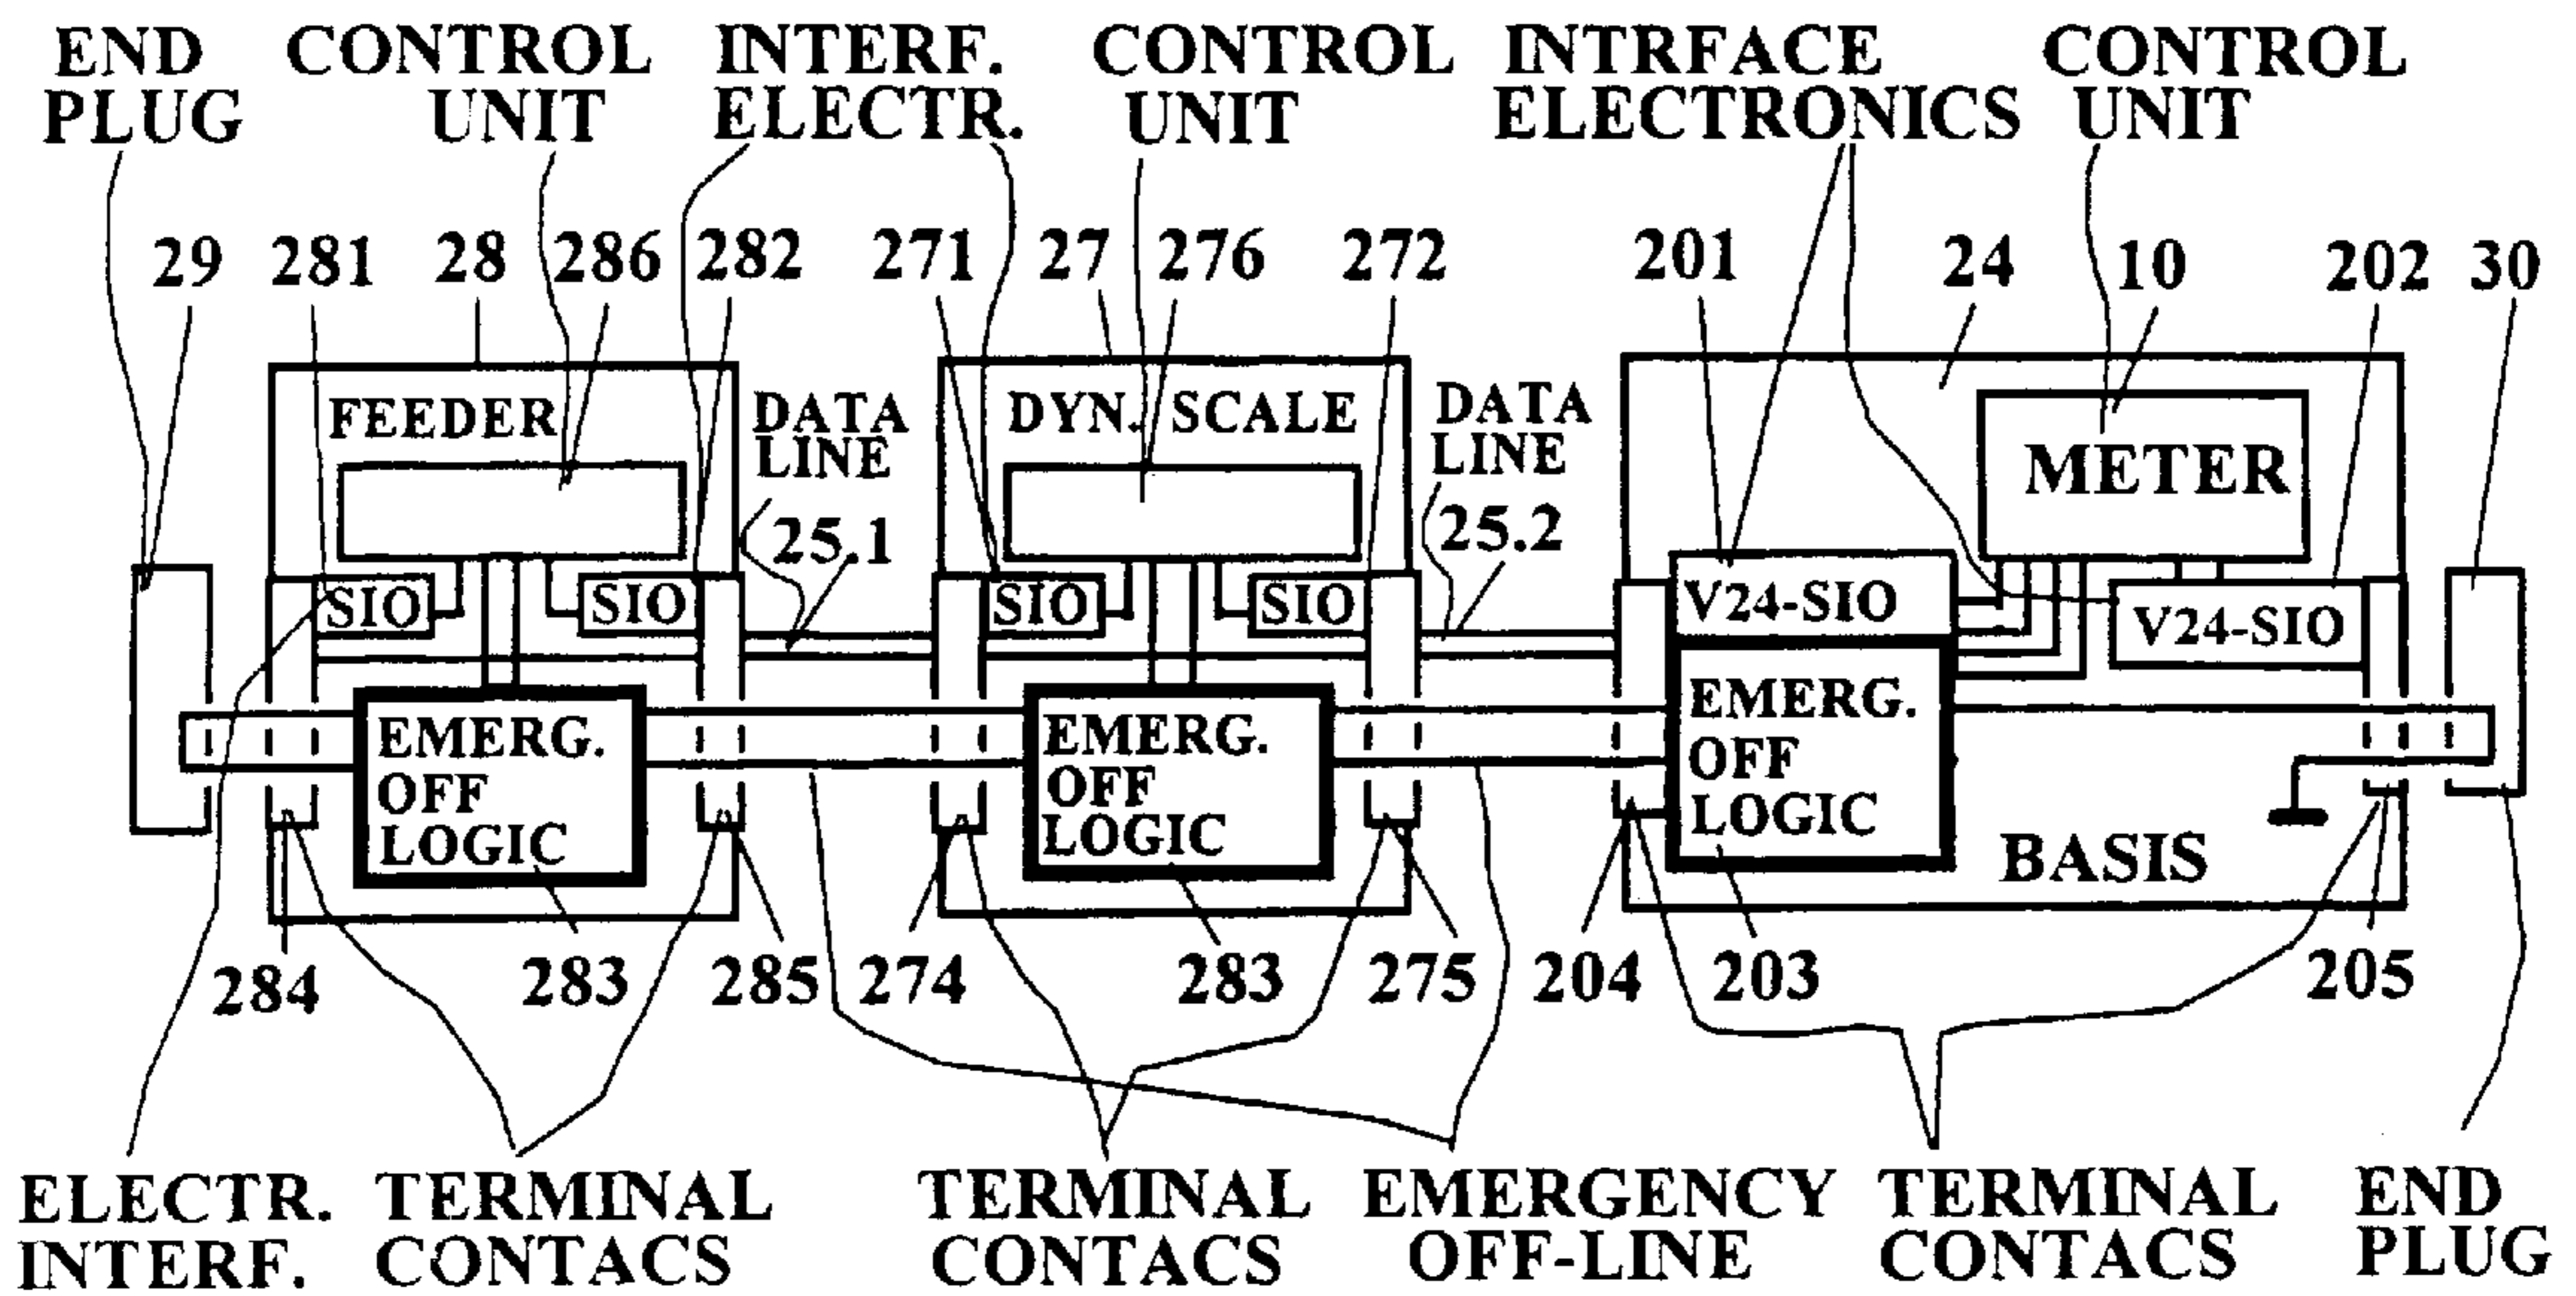 END CONTROL INTERF. CONTROL INTRFACE CONTROL
PLUG UNIT ELECTR. UNIT ELECTRONICS UNIT
29 281 28 286 282 271 27 276 272 201 24 10 202 30
FEEDER DATA DYN. SCALE DATA
LINE LINE METER
25.1 25.2
SIO SIO SIO SIO V24-SIO V24-SIO
EMERG. EMERG. EMERG.
OFF OFF OFF
LOGIC LOGIC LOGIC
BASIS
284 283 285 274 283 275 204 203 205
ELECTR. TERMINAL TERMINAL EMERGENCY TERMINAL END
INTERF. CONTACS CONTACS OFF-LINE CONTACS PLUG